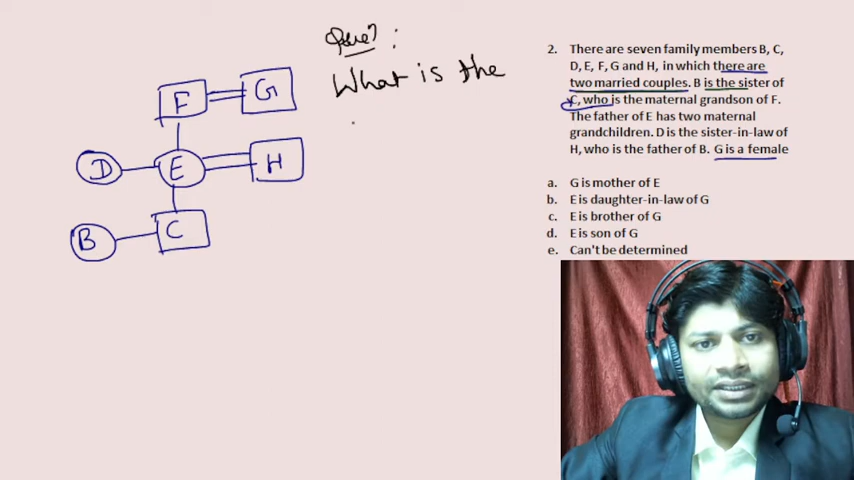 Que? :
What is the
F
G
D
E
H
B
C
2. There are seven family members B, C,
D, E, F, G and H, in which there are
two married couples. B is the sister of
C, who is the maternal grandson of F.
The father of E has two maternal
grandchildren. D is the sister-in-law of
H, who is the father of B. G is a female
a. G is mother of E
b. E is daughter-in-law of G
c. E is brother of G
d. E is son of G
e. Can't be determined